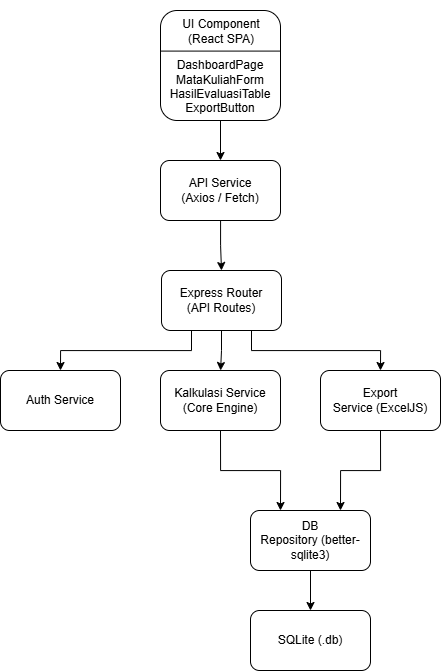 UI Component
(React SPA)
DashboardPage
MataKuliahForm
HasilEvaluasiTable
ExportButton
API Service
(Axios / Fetch)
Express Router
(API Routes)
Auth Service
Kalkulasi Service
(Core Engine)
Export
Service (ExcelJS)
DB
Repository (better-
sqlite3)
SQLite (.db)